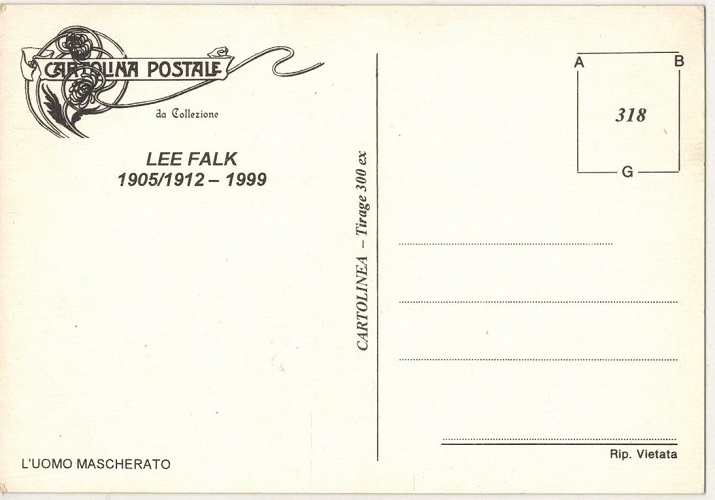 CARTOLINA POSTALE
da Collezione
LEE FALK
1905/1912 – 1999
L'UOMO MASCHERATO
CARTOLINEA – Tirage 300 ex
A B
318
G
Rip. Vietata